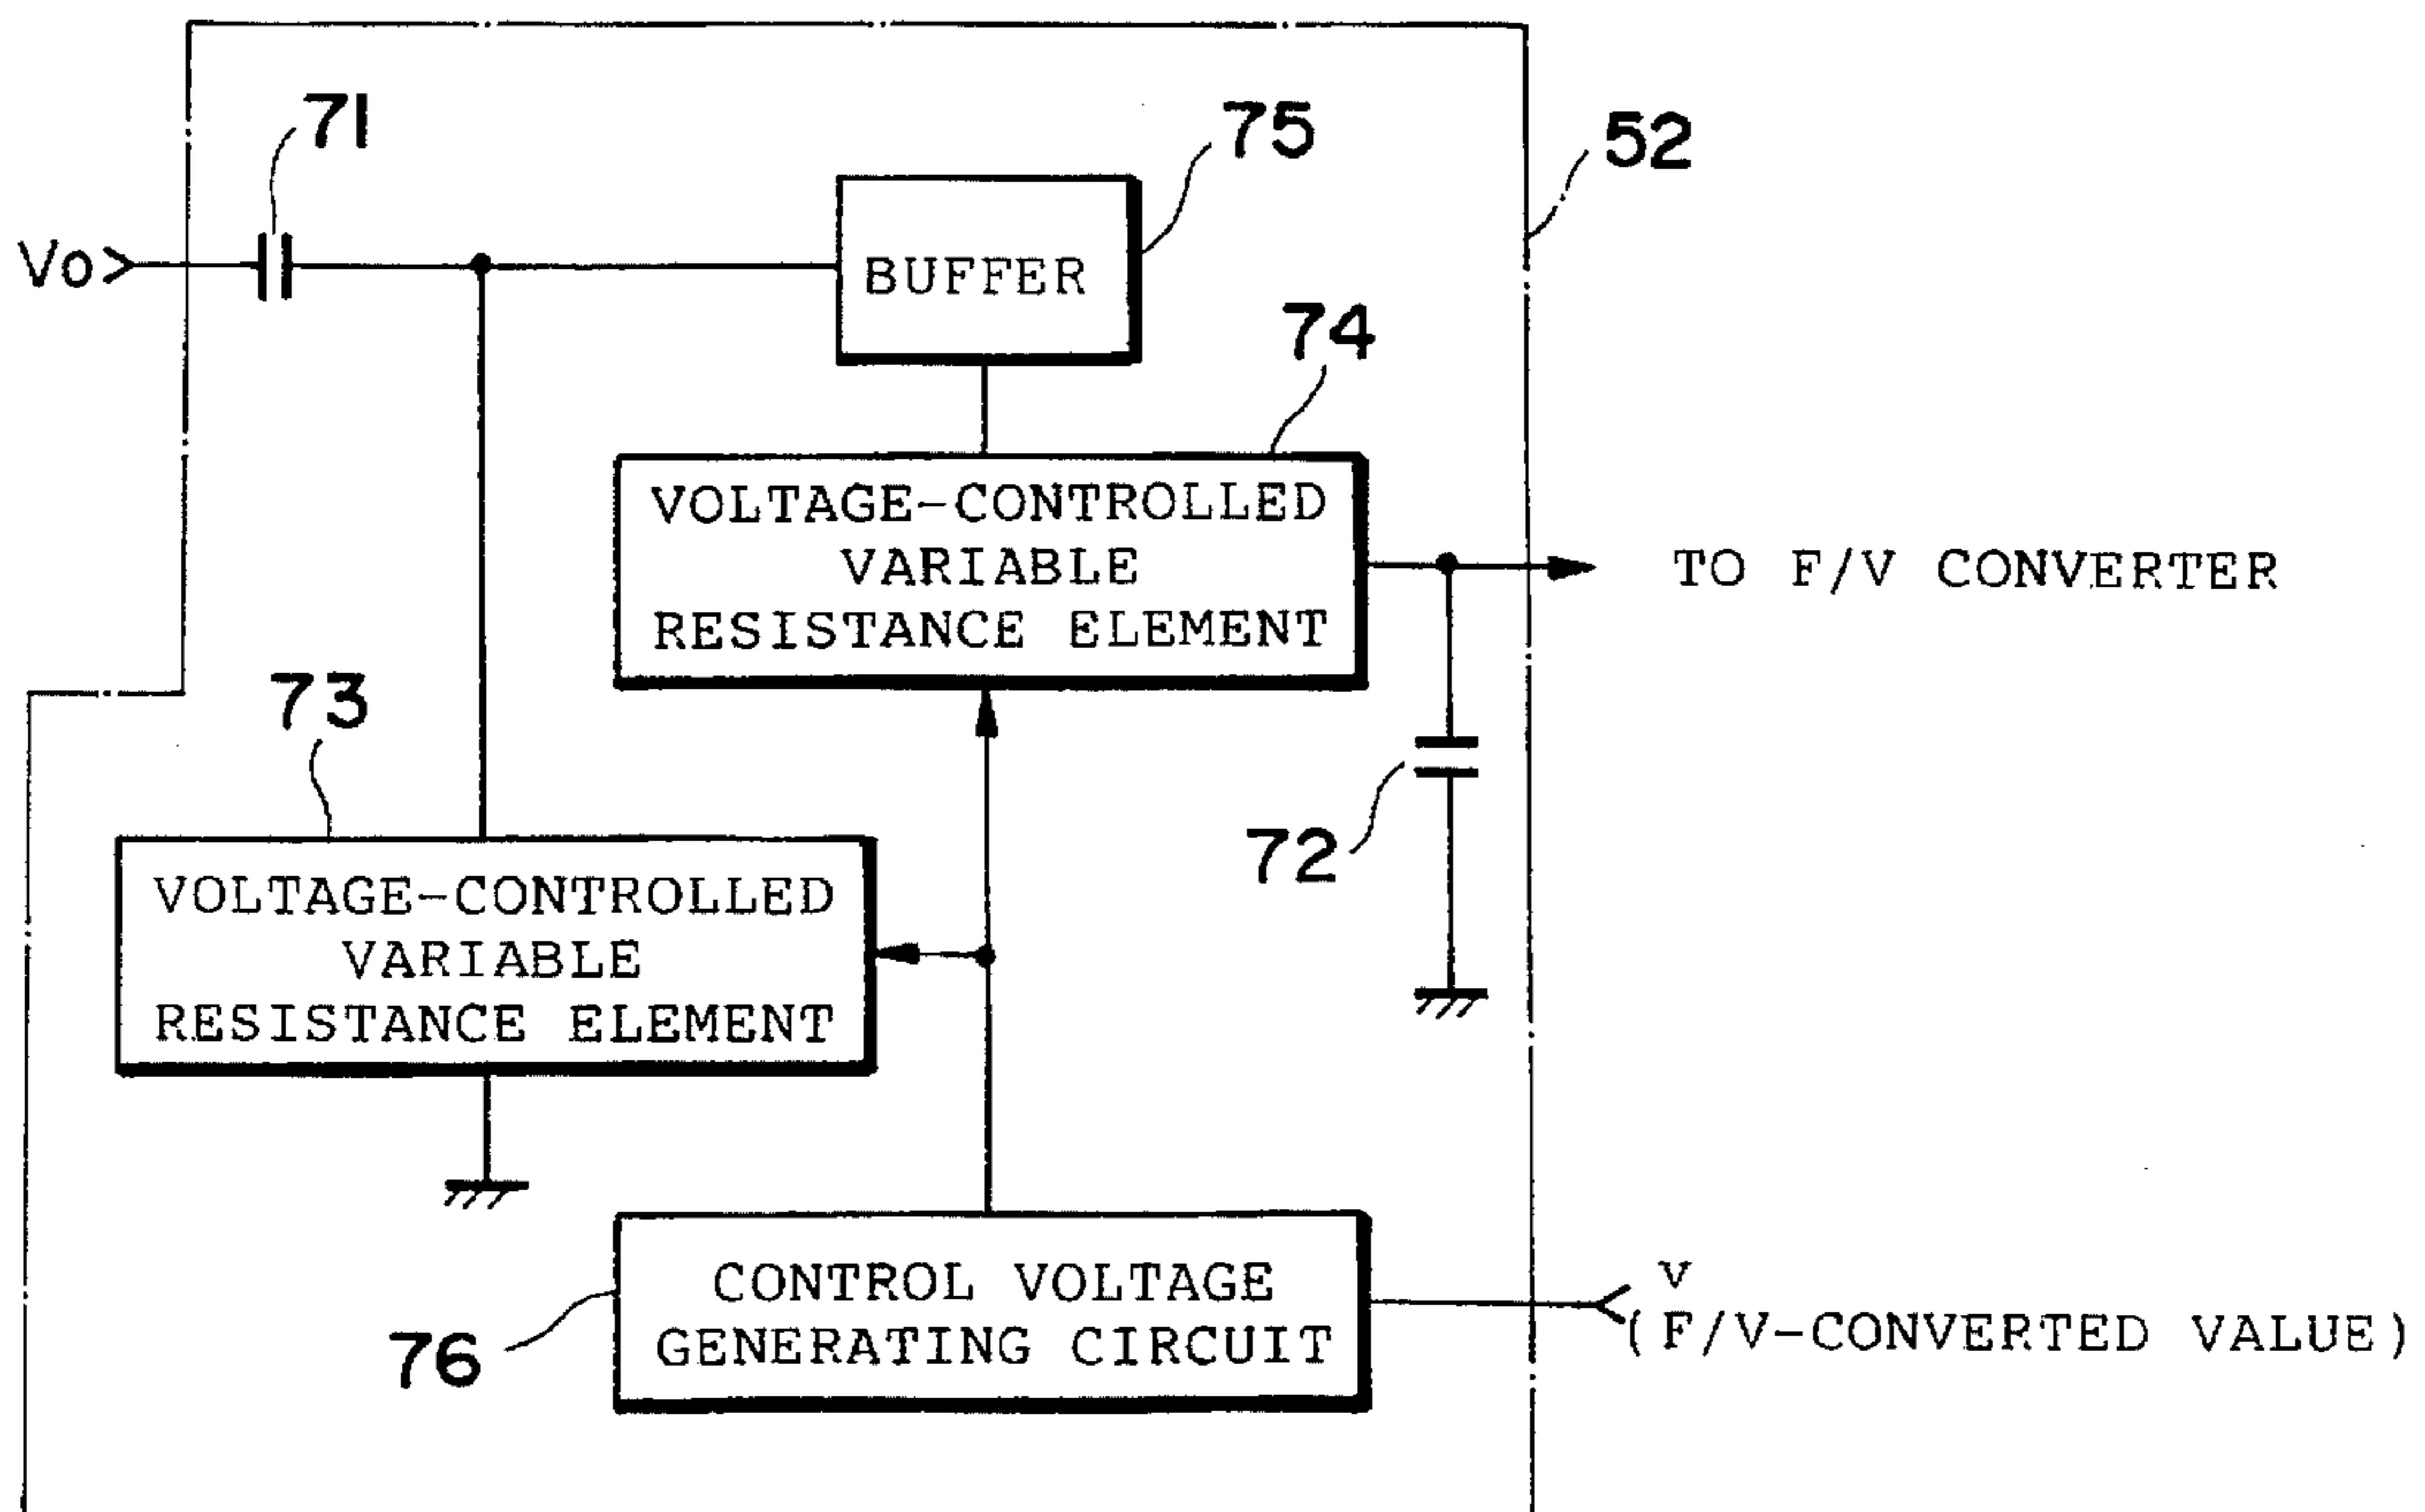 71
75
52
Vo
BUFFER
74
VOLTAGE-CONTROLLED
VARIABLE
RESISTANCE ELEMENT
TO F/V CONVERTER
73
72
VOLTAGE-CONTROLLED
VARIABLE
RESISTANCE ELEMENT
CONTROL VOLTAGE
GENERATING CIRCUIT
76
v
(F/V-CONVERTED VALUE)